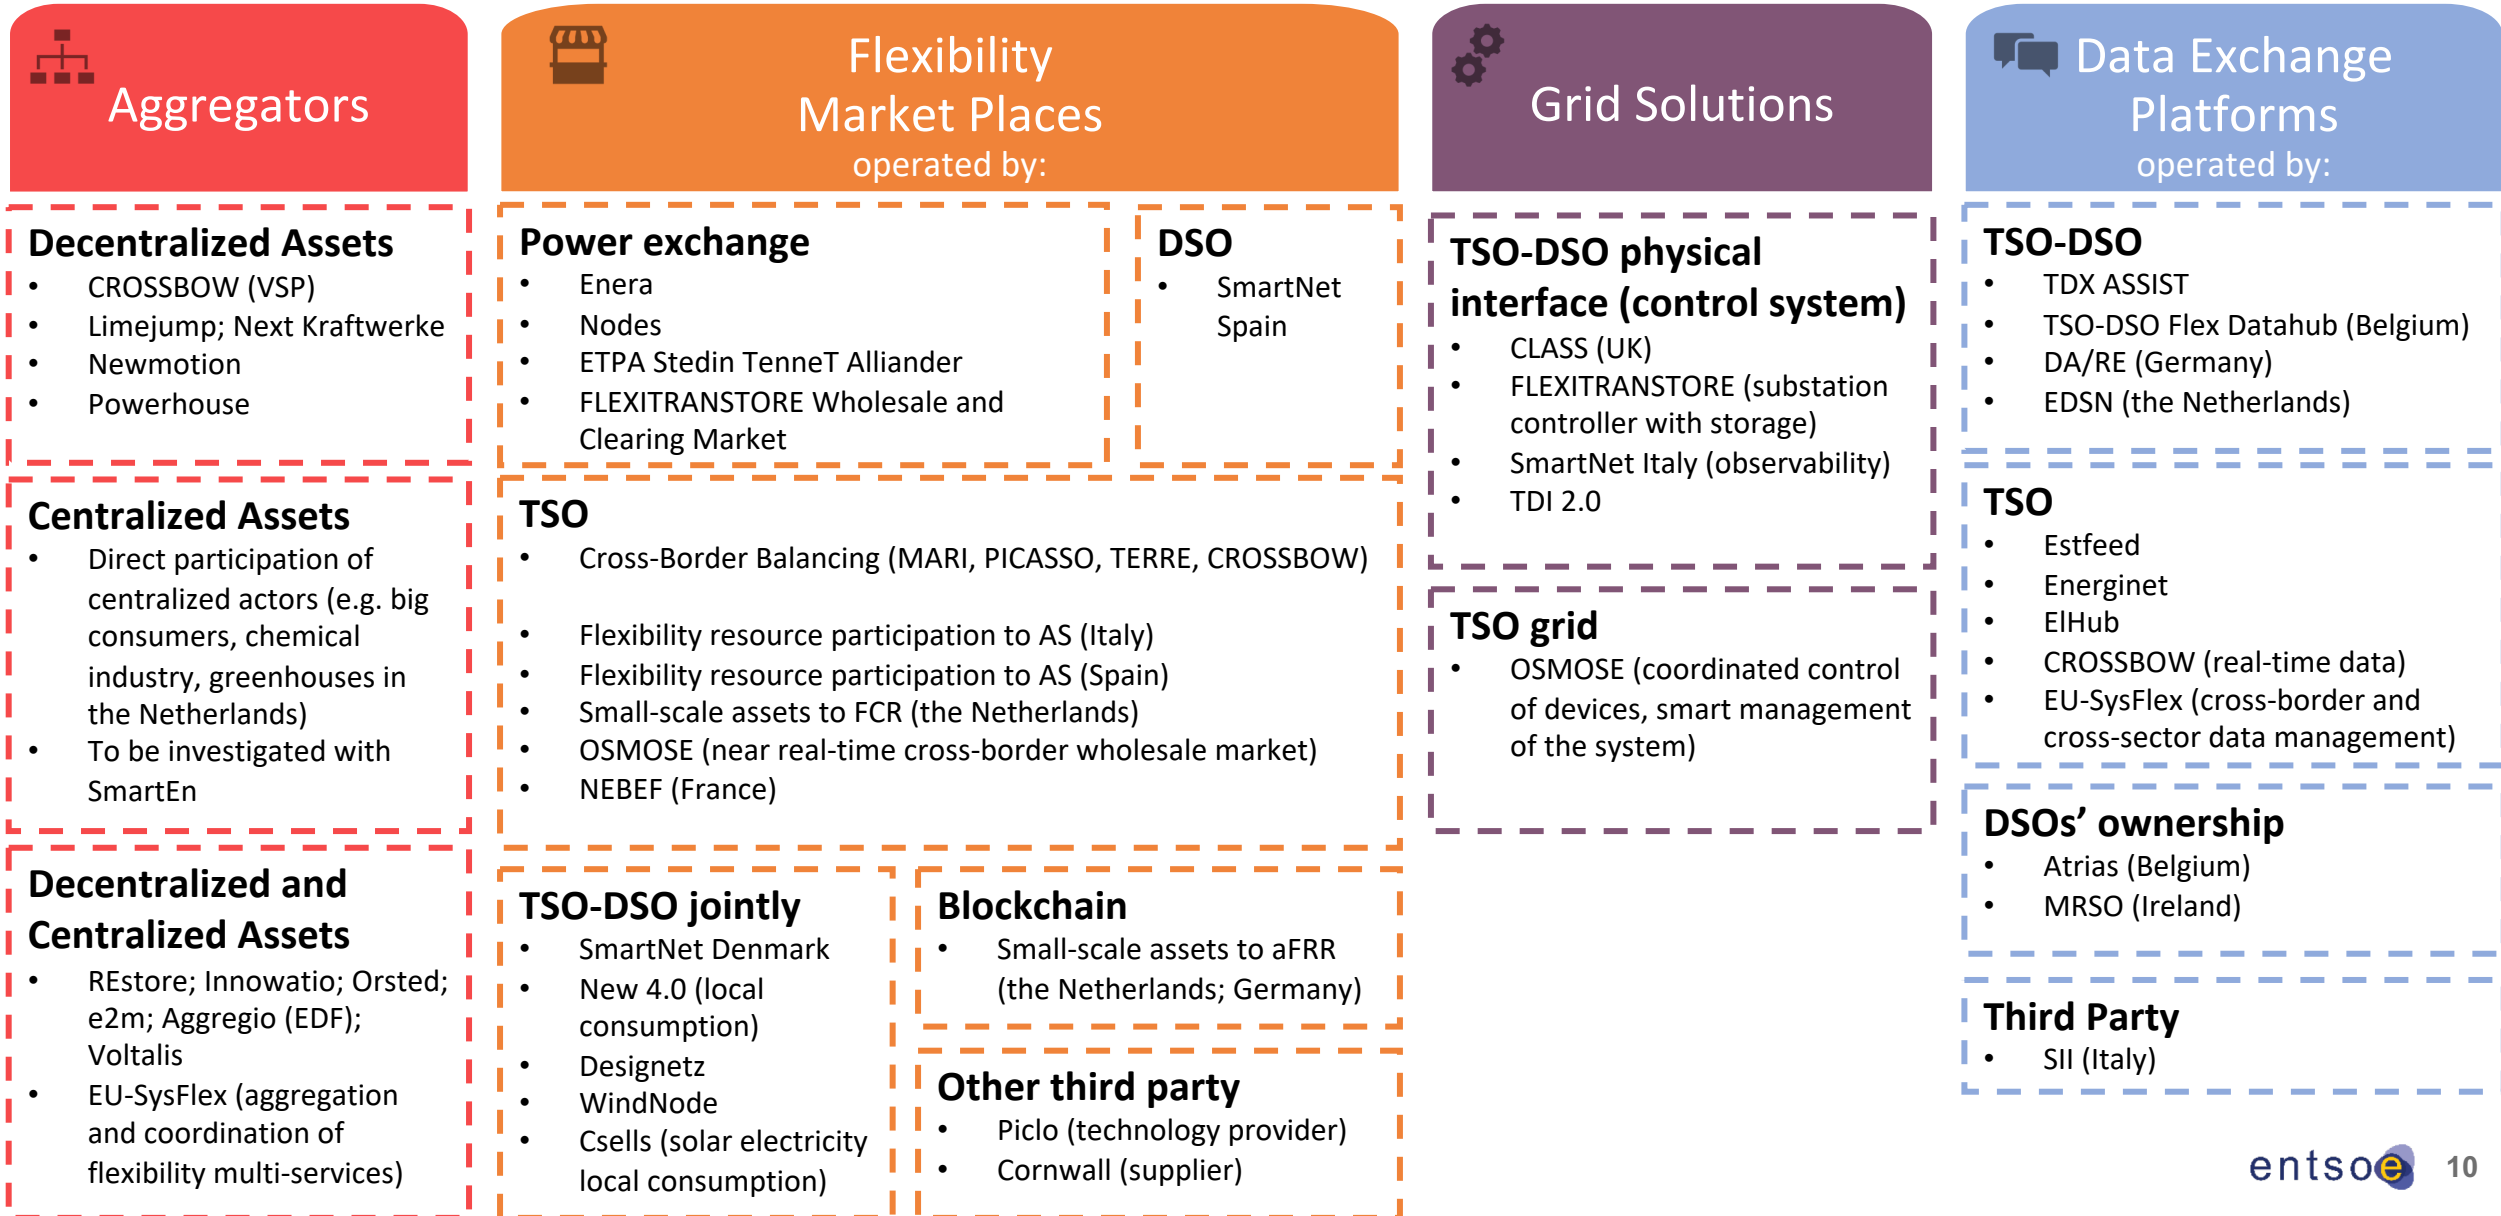 Aggregators
Decentralized Assets
• CROSSBOW (VSP)
• Limejump; Next Kraftwerke
• Newmotion
• Powerhouse
Centralized Assets
• Direct participation of
centralized actors (e.g. big
consumers, chemical
industry, greenhouses in
the Netherlands)
• To be investigated with
SmartEn
Decentralized and
Centralized Assets
• REstore; Innowatio; Orsted;
e2m; Aggregio (EDF);
Voltalis
• EU-SysFlex (aggregation
and coordination of
flexibility multi-services)
Flexibility
Market Places
operated by:
Power exchange
• Enera
• Nodes
• ETPA Stedin TenneT Alliander
• FLEXITRANSTORE Wholesale and
Clearing Market
DSO
• SmartNet
Spain
TSO
• Cross-Border Balancing (MARI, PICASSO, TERRE, CROSSBOW)
• Flexibility resource participation to AS (Italy)
• Flexibility resource participation to AS (Spain)
• Small-scale assets to FCR (the Netherlands)
• OSMOSE (near real-time cross-border wholesale market)
• NEBEF (France)
TSO-DSO jointly
• SmartNet Denmark
• New 4.0 (local
consumption)
• Designetz
• WindNode
• Csells (solar electricity
local consumption)
Blockchain
• Small-scale assets to aFRR
(the Netherlands; Germany)
Other third party
• Piclo (technology provider)
• Cornwall (supplier)
Grid Solutions
TSO-DSO physical
interface (control system)
• CLASS (UK)
• FLEXITRANSTORE (substation
controller with storage)
• SmartNet Italy (observability)
• TDI 2.0
TSO grid
• OSMOSE (coordinated control
of devices, smart management
of the system)
Data Exchange
Platforms
operated by:
TSO-DSO
• TDX ASSIST
• TSO-DSO Flex Datahub (Belgium)
• DA/RE (Germany)
• EDSN (the Netherlands)
TSO
• Estfeed
• Energinet
• ElHub
• CROSSBOW (real-time data)
• EU-SysFlex (cross-border and
cross-sector data management)
DSOs’ ownership
• Atrias (Belgium)
• MRSO (Ireland)
Third Party
• SII (Italy)
entsoe 10